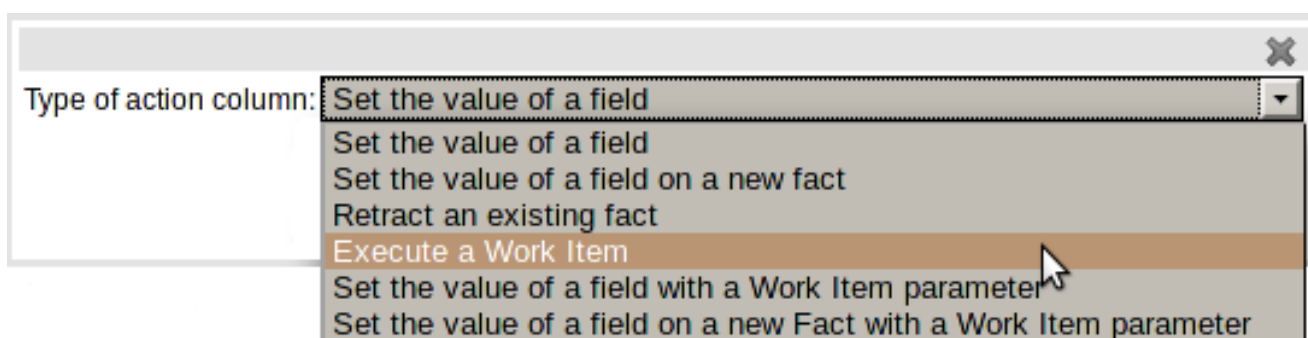 Type of action column: Set the value of a field
Set the value of a field
Set the value of a field on a new fact
Retract an existing fact
Execute a Work Item
Set the value of a field with a Work Item parameter
Set the value of a field on a new Fact with a Work Item parameter